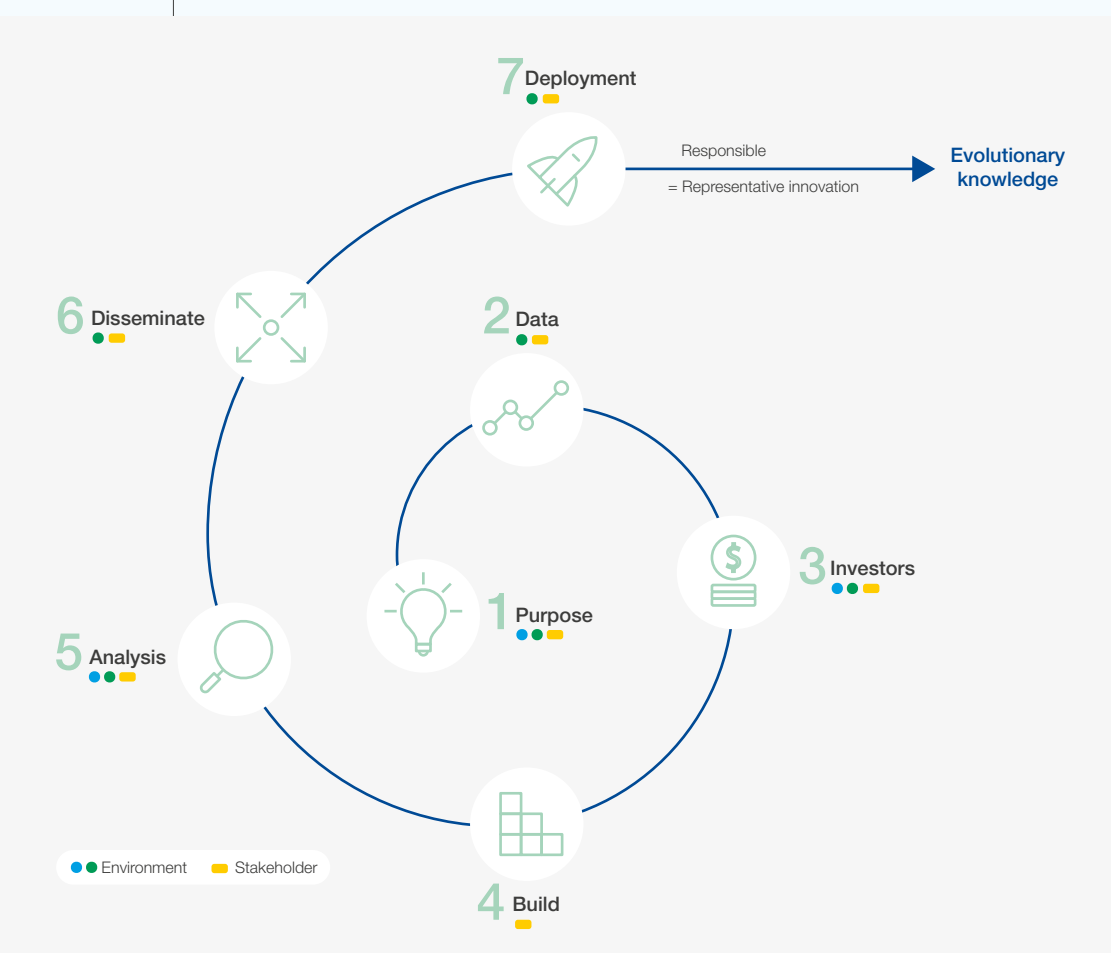 7 Deployment
Responsible
= Representative innovation
Evolutionary
knowledge
6 Disseminate
2 Data
$
3 Investors
1 Purpose
5 Analysis
Environment
Stakeholder
4 Build